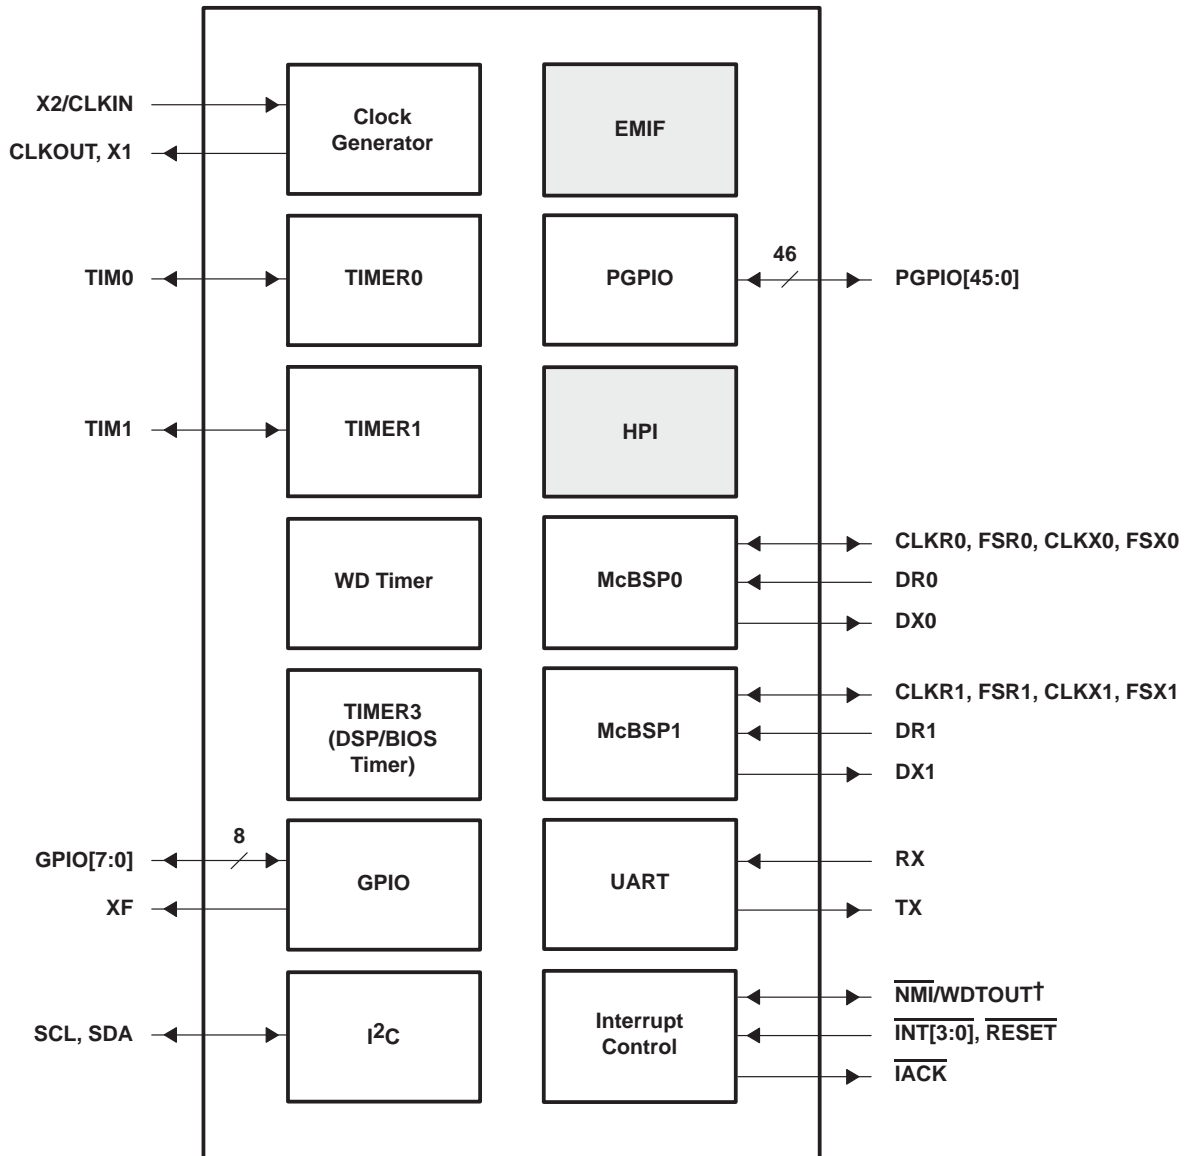 X2/CLKIN
CLKOUT, X1
Clock
Generator
EMIF
TIM0
TIMER0
PGPIO
46
PGPIO[45:0]
TIM1
TIMER1
HPI
WD Timer
McBSP0
CLKR0, FSR0, CLKX0, FSX0
DR0
DX0
TIMER3
(DSP/BIOS
Timer)
McBSP1
CLKR1, FSR1, CLKX1, FSX1
DR1
DX1
GPIO[7:0]
8
XF
GPIO
UART
RX
TX
SCL, SDA
I2C
Interrupt
Control
NMI/WDTOUT†
INT[3:0], RESET
IACK